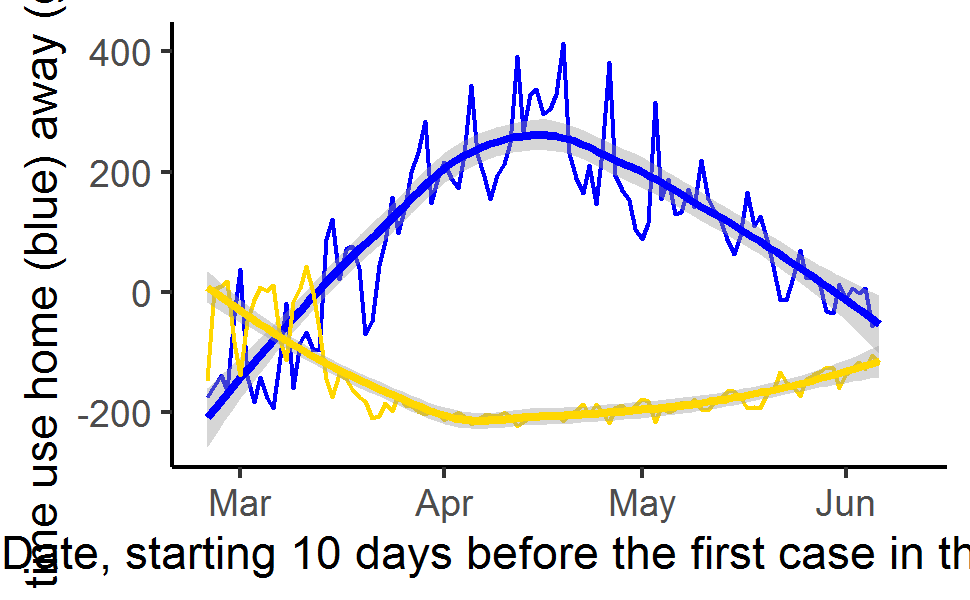 time use home (blue) away (
400
200
0
-200
Mar Apr May Jun
Date, starting 10 days before the first case in th